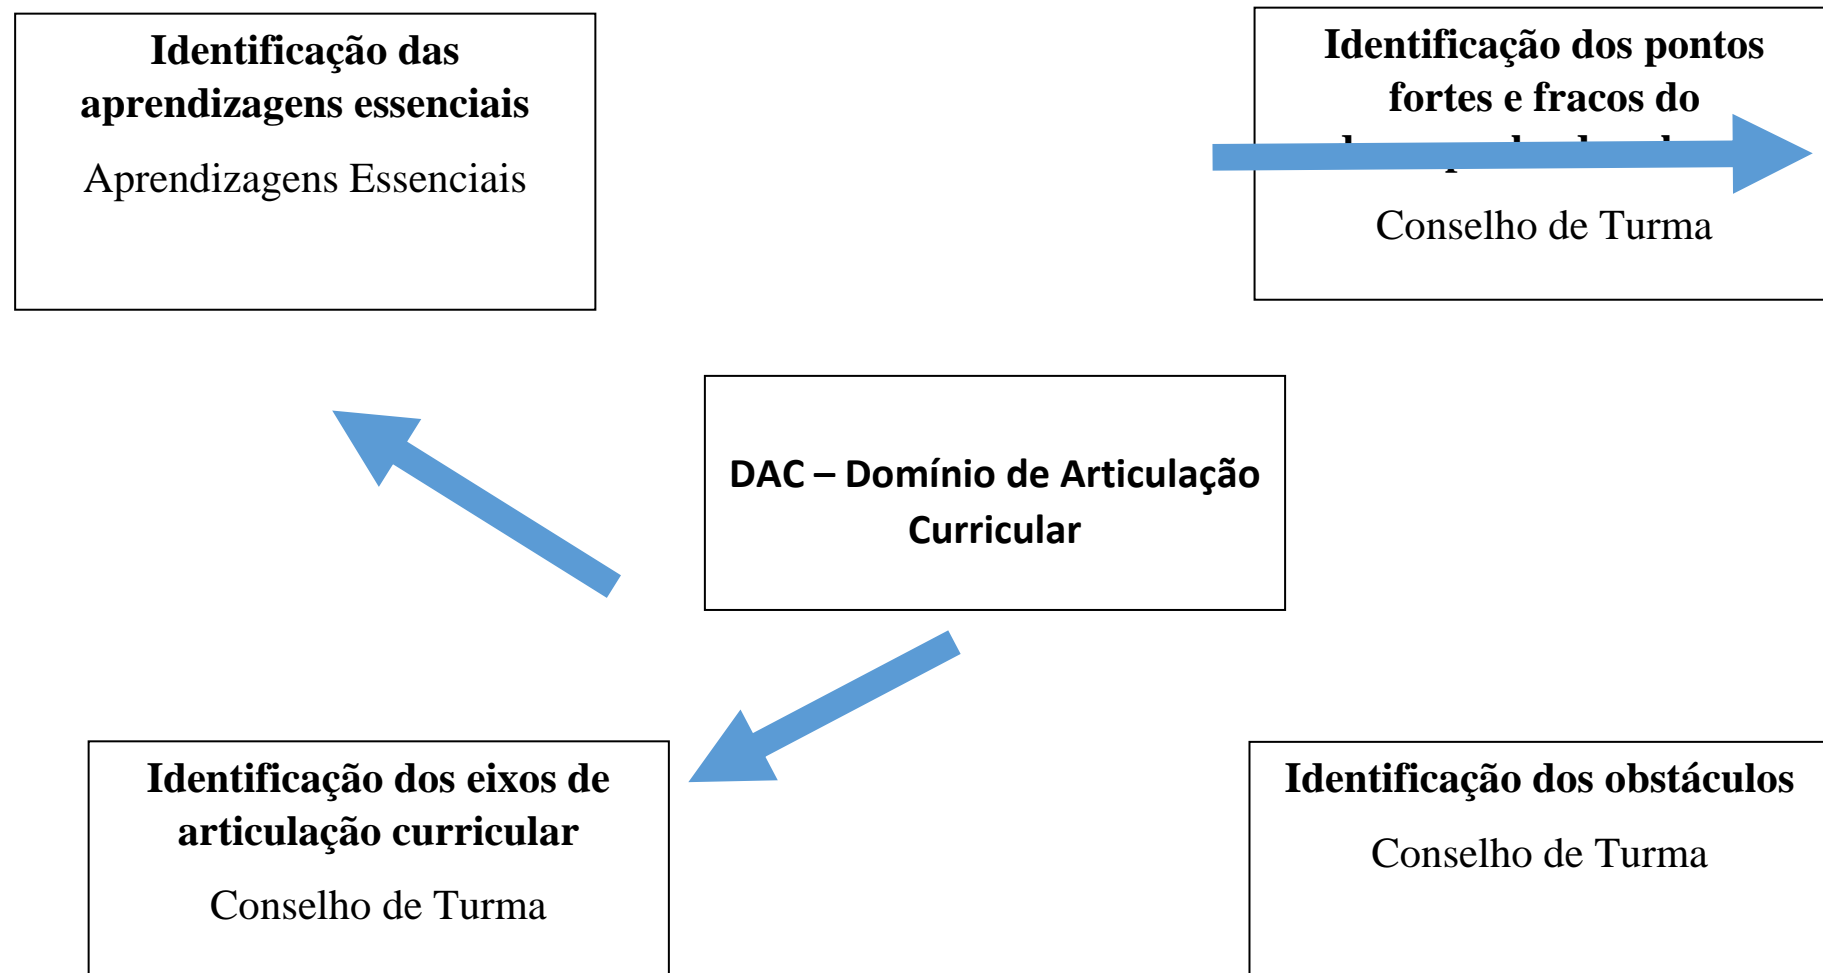 Identificação das
aprendizagens essenciais
Aprendizagens Essenciais
Identificação dos pontos
fortes e fracos do
Conselho de Turma
DAC – Domínio de Articulação
Curricular
Identificação dos eixos de
articulação curricular
Conselho de Turma
Identificação dos obstáculos
Conselho de Turma